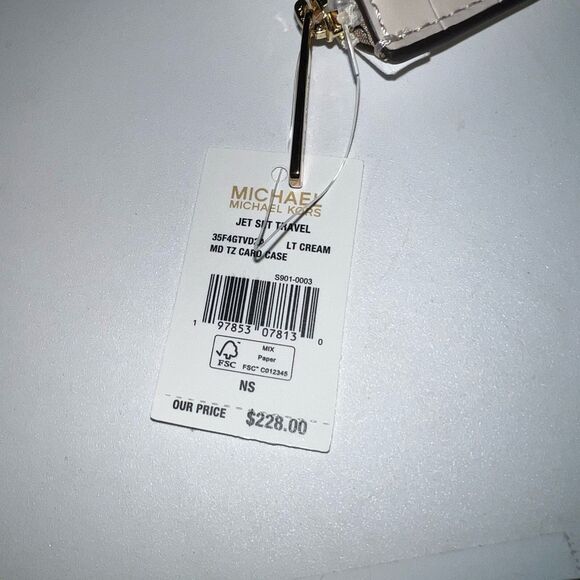 MICHAEL
MICHAEL KORS
JET SET TRAVEL
LT CREAM
MD TZ CARD CASE
S901-0003
1 97853 07813 0
FSC
MIX
Paper
FSC™ C012345
NS
OUR PRICE $228.00